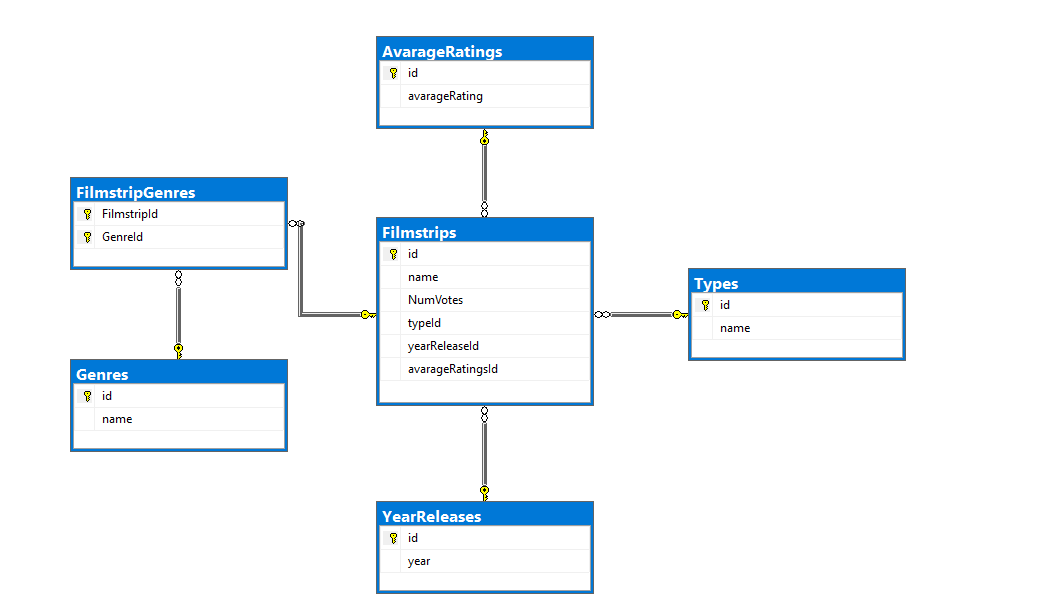 AvarageRatings
id
avarageRating
FilmstripGenres
FilmstripId
GenreId
Filmstrips
id
name
NumVotes
typeId
yearReleaseId
avarageRatingsId
Types
id
name
Genres
id
name
YearReleases
id
year